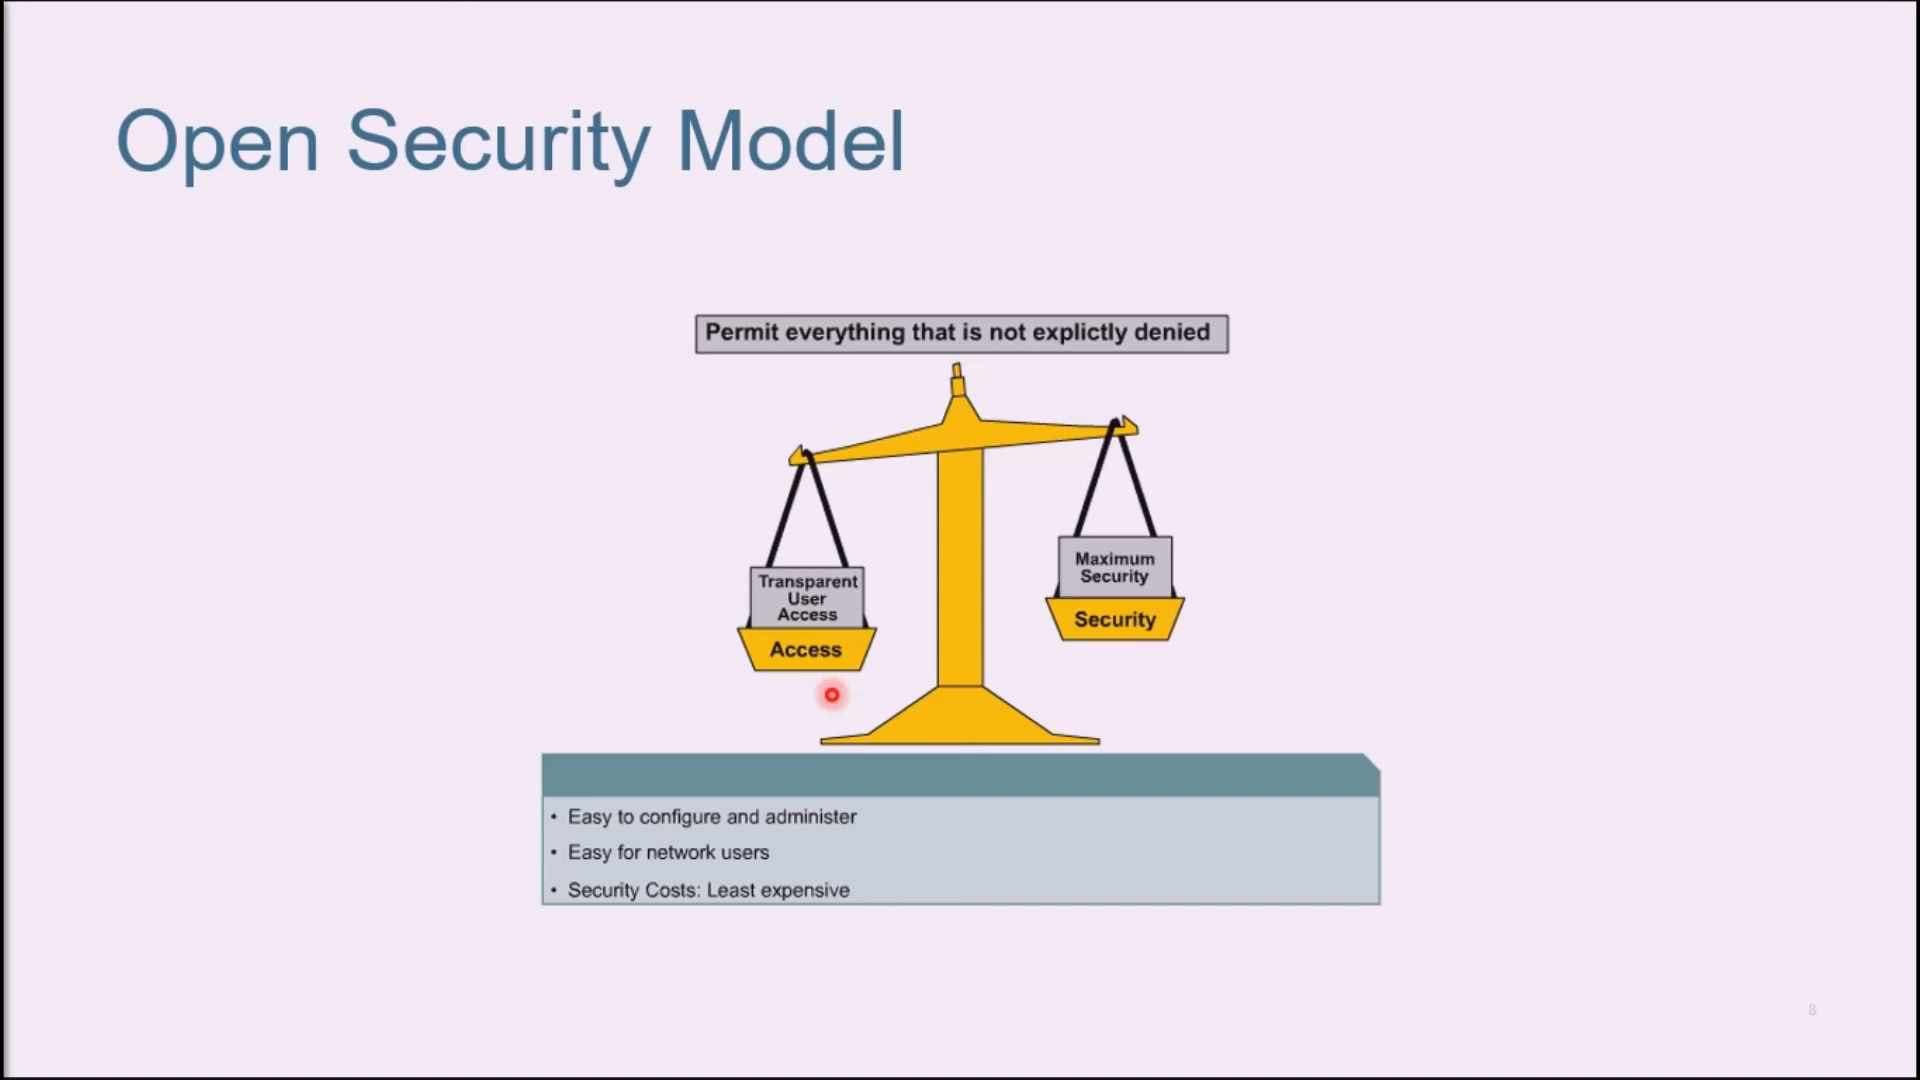 Open Security Model
Permit everything that is not explictly denied
Transparent
User
Access
Access
Maximum
Security
Security
• Easy to configure and administer
• Easy for network users
• Security Costs: Least expensive
8